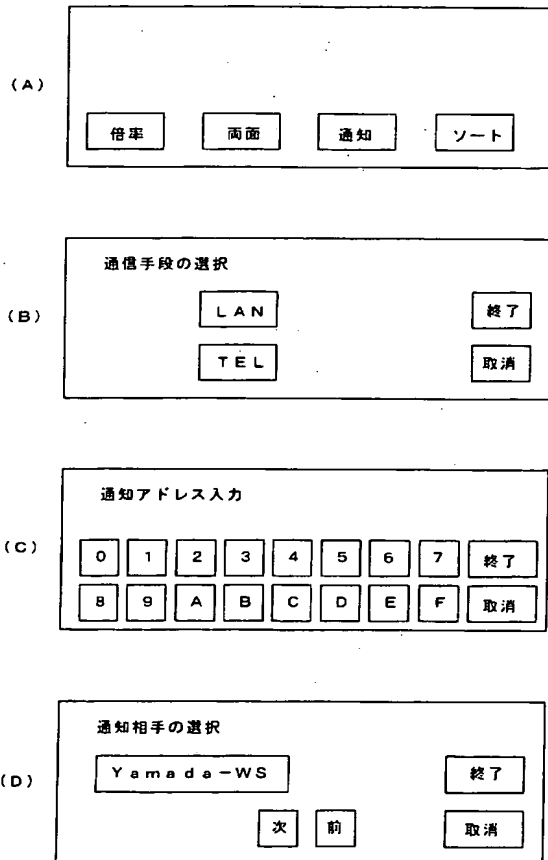 (A)
倍率 両面 通知 ソート
(B)
通信手段の選択
LAN 終了
TEL 取消
(C)
通知アドレス入力
0 1 2 3 4 5 6 7 終了
8 9 A B C D E F 取消
(D)
通知相手の選択
Yamada-WS 終了
次 前 取消